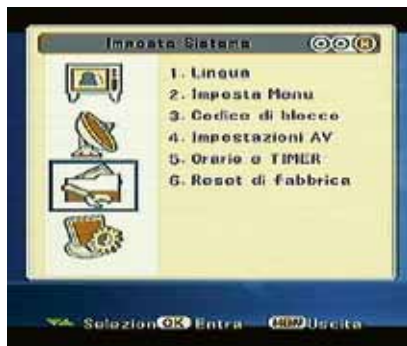 Imposta Sistema
1. Lingua
2. Imposta Menu
3. Codice di blocco
4. Impostazioni AV
5. Orario e TIMER
6. Reset di Fabbrica
Selezion OK Entra MENU Uscita